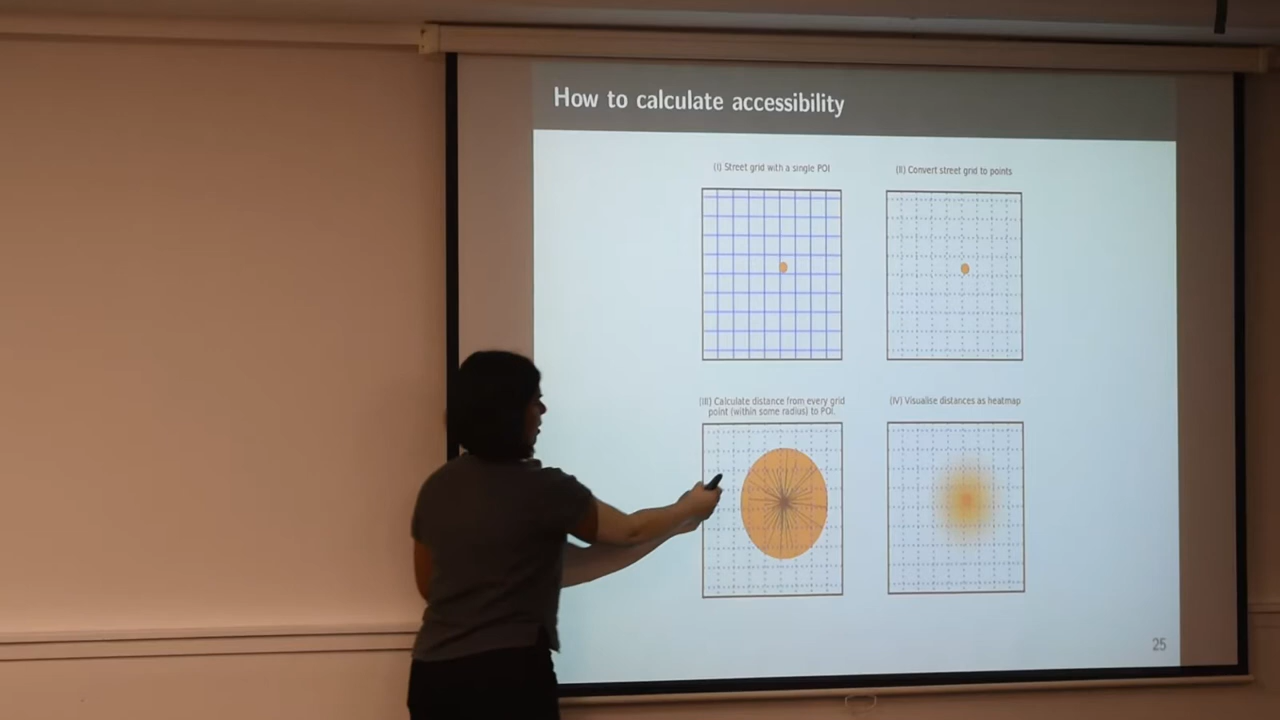 How to calculate accessibility
(I) Street grid with a single POI
(II) Convert street grid to points
(III) Calculate distance from every grid
point (within some radius) to POI.
(IV) Visualise distances as heatmap
25